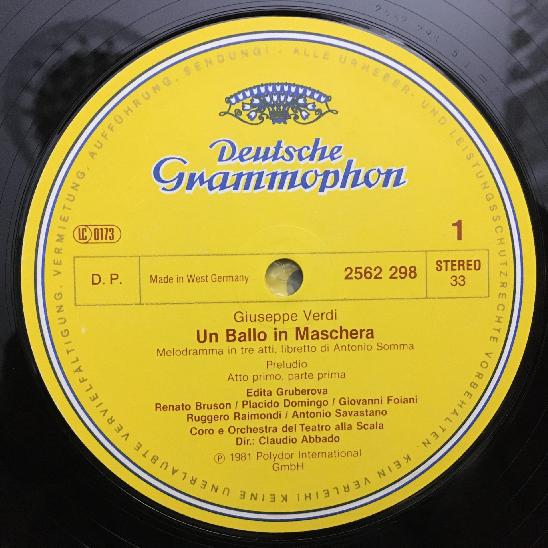 ALLE URHEBER- UND LEISTUNGSSCHUTZRECHTE VORBEHALTEN. KEIN VERLEIH! KEINE UNERLAUBTE VERVIELFÄLTIGUNG, VERMIETUNG, AUFFÜHRUNG, SENDUNG!
Deutsche
Grammophon
LC 0173
1
D. P.
Made in West Germany
2562 298
STEREO
33
Giuseppe Verdi
Un Ballo in Maschera
Melodramma in tre atti, libretto di Antonio Somma
Preludio
Atto primo, parte prima
Edita Gruberova
Renato Bruson / Placido Domingo / Giovanni Foiani
Ruggero Raimondi / Antonio Savastano
Coro e Orchestra del Teatro alla Scala
Dir.: Claudio Abbado
℗ 1981 Polydor International
GmbH